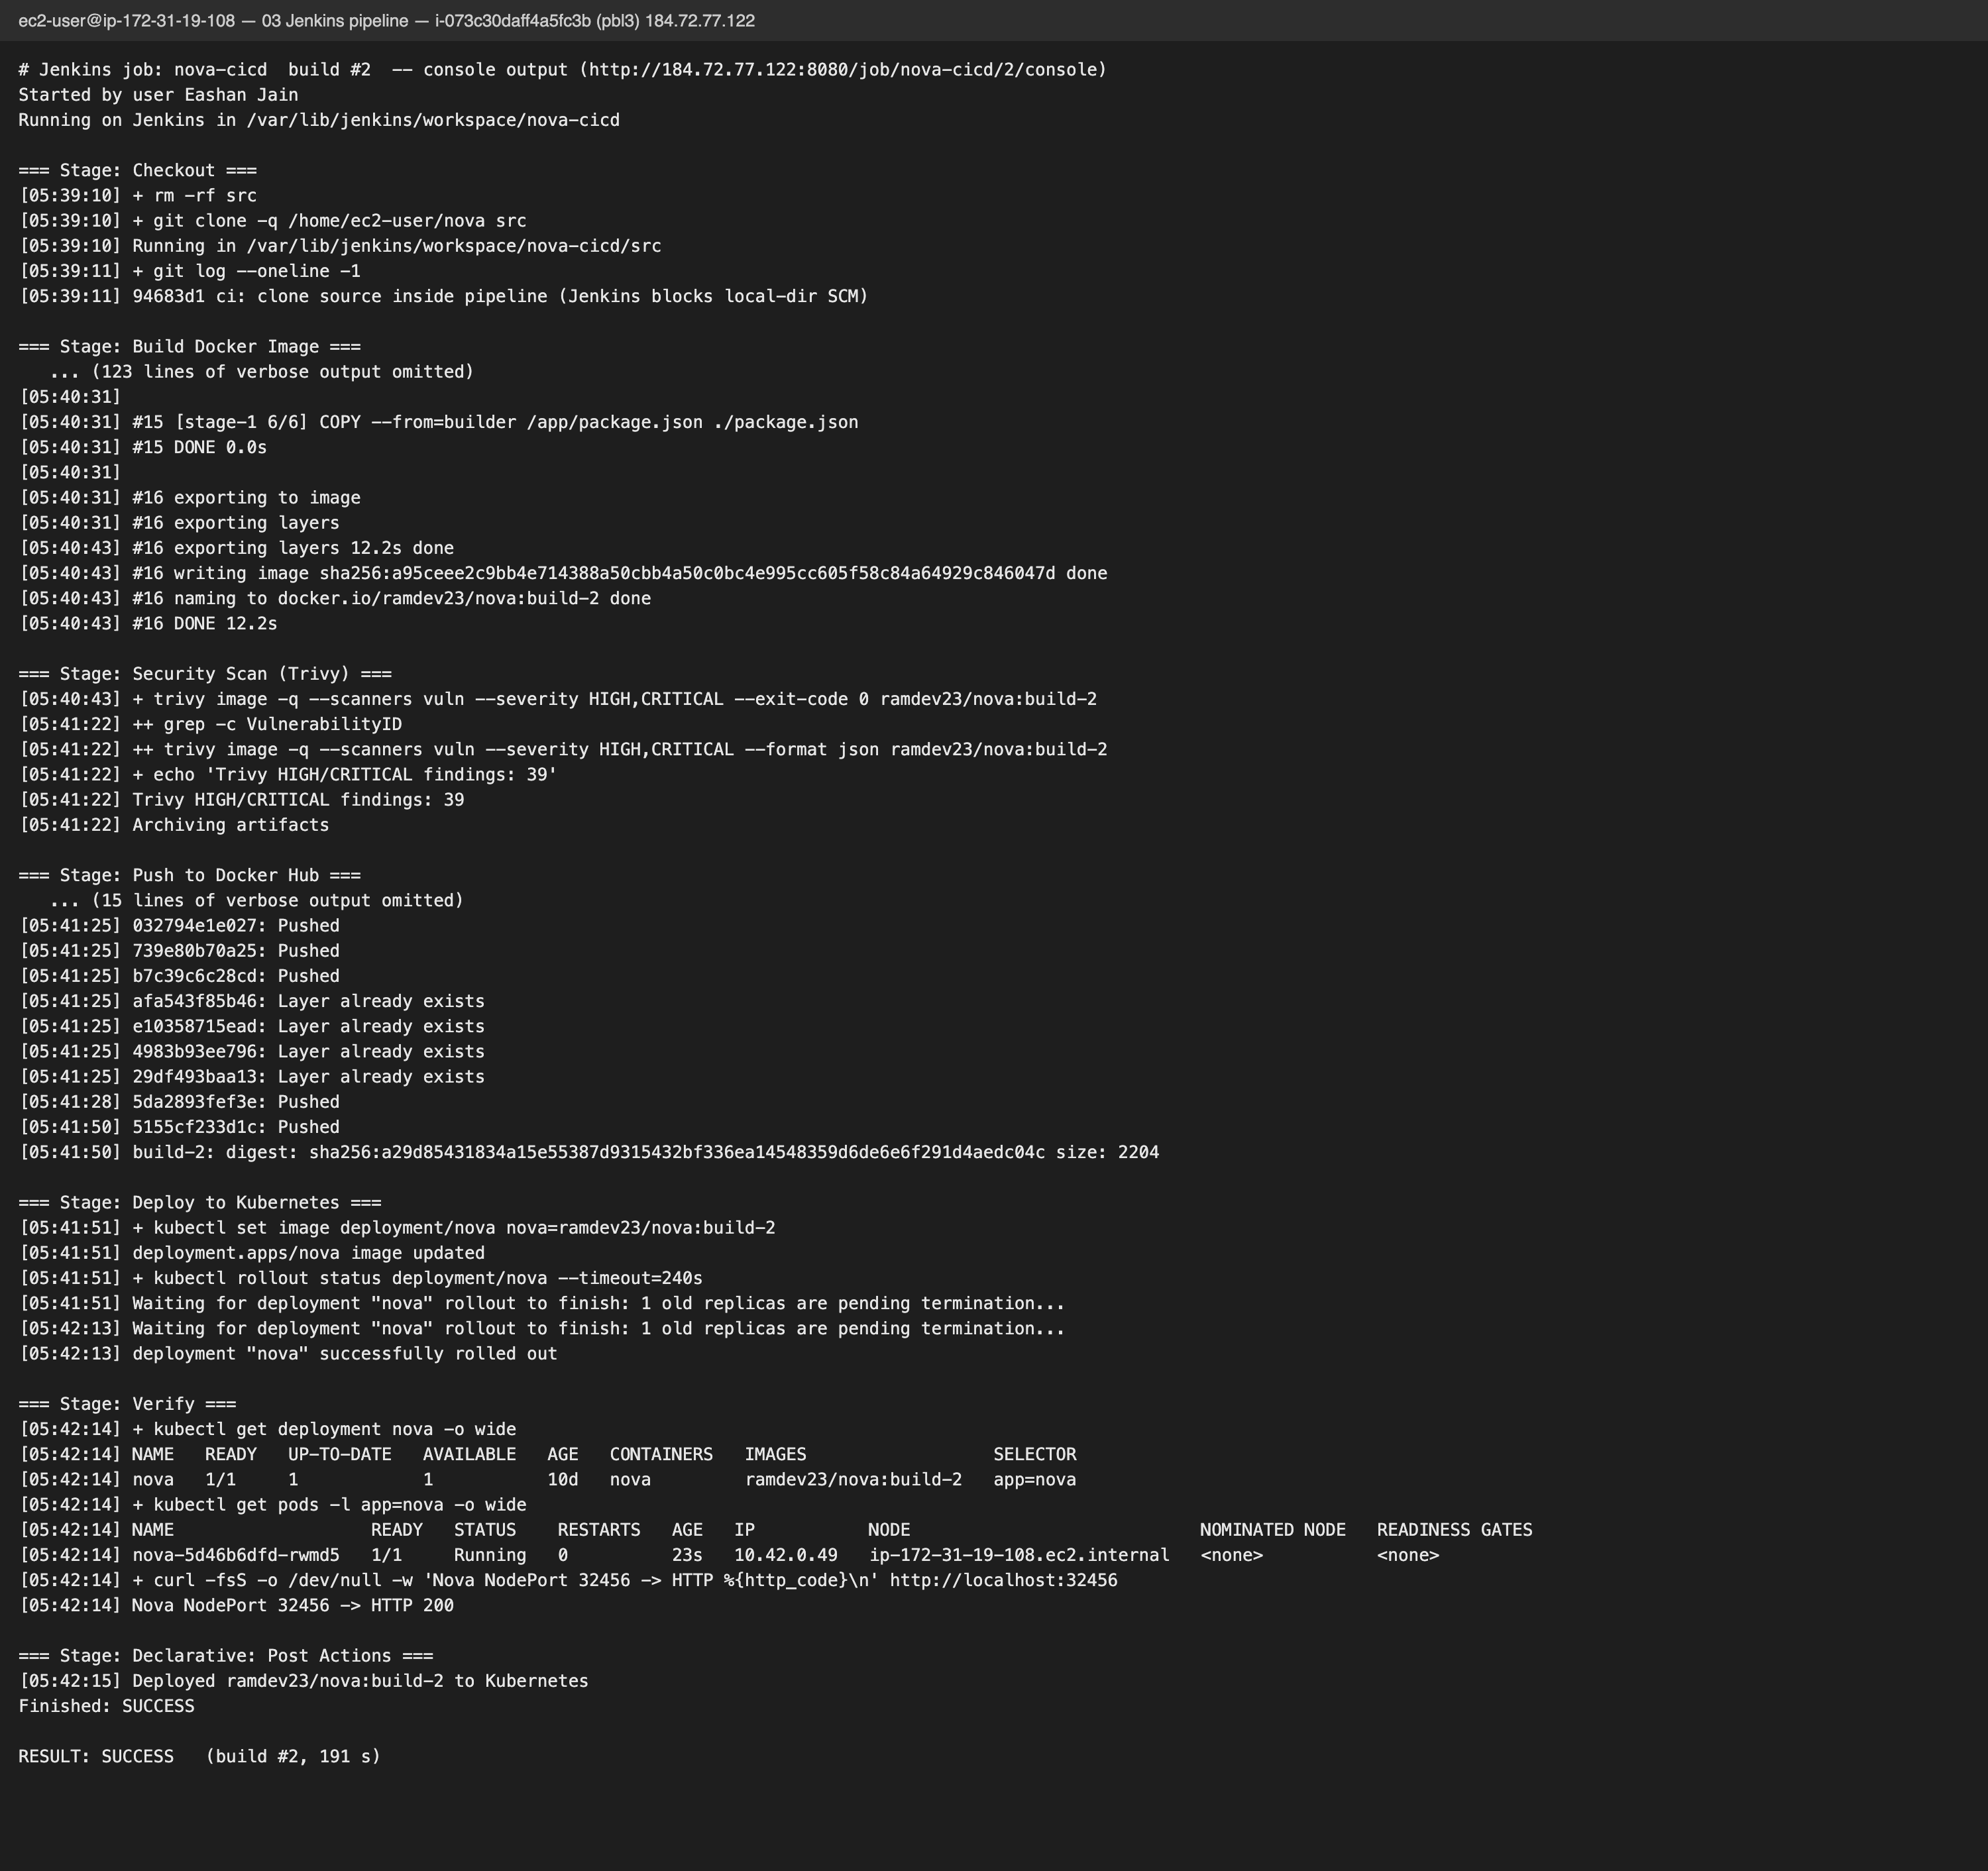 ec2-user@ip-172-31-19-108 — 03 Jenkins pipeline — i-073c30daff4a5fc3b (pbl3) 184.72.77.122
# Jenkins job: nova-cicd  build #2  -- console output (http://184.72.77.122:8080/job/nova-cicd/2/console)
Started by user Eashan Jain
Running on Jenkins in /var/lib/jenkins/workspace/nova-cicd
=== Stage: Checkout ===
[05:39:10] + rm -rf src
[05:39:10] + git clone -q /home/ec2-user/nova src
[05:39:10] Running in /var/lib/jenkins/workspace/nova-cicd/src
[05:39:11] + git log --oneline -1
[05:39:11] 94683d1 ci: clone source inside pipeline (Jenkins blocks local-dir SCM)
=== Stage: Build Docker Image ===
   ... (123 lines of verbose output omitted)
[05:40:31]
[05:40:31] #15 [stage-1 6/6] COPY --from=builder /app/package.json ./package.json
[05:40:31] #15 DONE 0.0s
[05:40:31]
[05:40:31] #16 exporting to image
[05:40:31] #16 exporting layers
[05:40:43] #16 exporting layers 12.2s done
[05:40:43] #16 writing image sha256:a95ceee2c9bb4e714388a50cbb4a50c0bc4e995cc605f58c84a64929c846047d done
[05:40:43] #16 naming to docker.io/ramdev23/nova:build-2 done
[05:40:43] #16 DONE 12.2s
=== Stage: Security Scan (Trivy) ===
[05:40:43] + trivy image -q --scanners vuln --severity HIGH,CRITICAL --exit-code 0 ramdev23/nova:build-2
[05:41:22] ++ grep -c VulnerabilityID
[05:41:22] ++ trivy image -q --scanners vuln --severity HIGH,CRITICAL --format json ramdev23/nova:build-2
[05:41:22] + echo 'Trivy HIGH/CRITICAL findings: 39'
[05:41:22] Trivy HIGH/CRITICAL findings: 39
[05:41:22] Archiving artifacts
=== Stage: Push to Docker Hub ===
   ... (15 lines of verbose output omitted)
[05:41:25] 032794e1e027: Pushed
[05:41:25] 739e80b70a25: Pushed
[05:41:25] b7c39c6c28cd: Pushed
[05:41:25] afa543f85b46: Layer already exists
[05:41:25] e10358715ead: Layer already exists
[05:41:25] 4983b93ee796: Layer already exists
[05:41:25] 29df493baa13: Layer already exists
[05:41:28] 5da2893fef3e: Pushed
[05:41:50] 5155cf233d1c: Pushed
[05:41:50] build-2: digest: sha256:a29d85431834a15e55387d9315432bf336ea14548359d6de6e6f291d4aedc04c size: 2204
=== Stage: Deploy to Kubernetes ===
[05:41:51] + kubectl set image deployment/nova nova=ramdev23/nova:build-2
[05:41:51] deployment.apps/nova image updated
[05:41:51] + kubectl rollout status deployment/nova --timeout=240s
[05:41:51] Waiting for deployment "nova" rollout to finish: 1 old replicas are pending termination...
[05:42:13] Waiting for deployment "nova" rollout to finish: 1 old replicas are pending termination...
[05:42:13] deployment "nova" successfully rolled out
=== Stage: Verify ===
[05:42:14] + kubectl get deployment nova -o wide
[05:42:14] NAME   READY   UP-TO-DATE   AVAILABLE   AGE   CONTAINERS   IMAGES                  SELECTOR
[05:42:14] nova   1/1     1            1           10d   nova         ramdev23/nova:build-2   app=nova
[05:42:14] + kubectl get pods -l app=nova -o wide
[05:42:14] NAME                   READY   STATUS    RESTARTS   AGE   IP           NODE                            NOMINATED NODE   READINESS GATES
[05:42:14] nova-5d46b6dfd-rwmd5   1/1     Running   0          23s   10.42.0.49   ip-172-31-19-108.ec2.internal   <none>           <none>
[05:42:14] + curl -fsS -o /dev/null -w 'Nova NodePort 32456 -> HTTP %{http_code}\n' http://localhost:32456
[05:42:14] Nova NodePort 32456 -> HTTP 200
=== Stage: Declarative: Post Actions ===
[05:42:15] Deployed ramdev23/nova:build-2 to Kubernetes
Finished: SUCCESS
RESULT: SUCCESS   (build #2, 191 s)